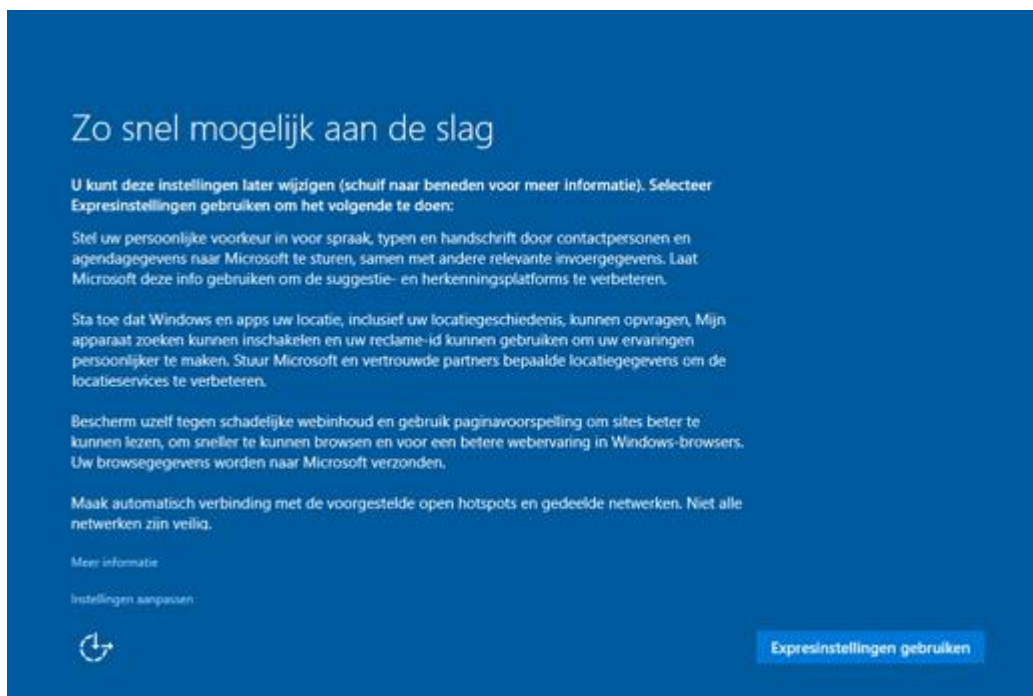 Zo snel mogelijk aan de slag
U kunt deze instellingen later wijzigen (schuif naar beneden voor meer informatie). Selecteer
Expresinstellingen gebruiken om het volgende te doen:
Stel uw persoonlijke voorkeur in voor spraak, typen en handschrift door contactpersonen en
agendagegevens naar Microsoft te sturen, samen met andere relevante invoergegevens. Laat
Microsoft deze info gebruiken om de suggestie- en herkenningsplatforms te verbeteren.
Sta toe dat Windows en apps uw locatie, inclusief uw locatiegeschiedenis, kunnen opvragen, Mijn
apparaat zoeken kunnen inschakelen en uw reclame-id kunnen gebruiken om uw ervaringen
persoonlijker te maken. Stuur Microsoft en vertrouwde partners bepaalde locatiegegevens om de
locatieservices te verbeteren.
Bescherm uzelf tegen schadelijke webinhoud en gebruik paginavoorspelling om sites beter te
kunnen lezen, om sneller te kunnen browsen en voor een betere webervaring in Windows-browsers.
Uw browsegegevens worden naar Microsoft verzonden.
Maak automatisch verbinding met de voorgestelde open hotspots en gedeelde netwerken. Niet alle
netwerken zijn veilig.
Meer informatie
Instellingen aanpassen
Expresinstellingen gebruiken